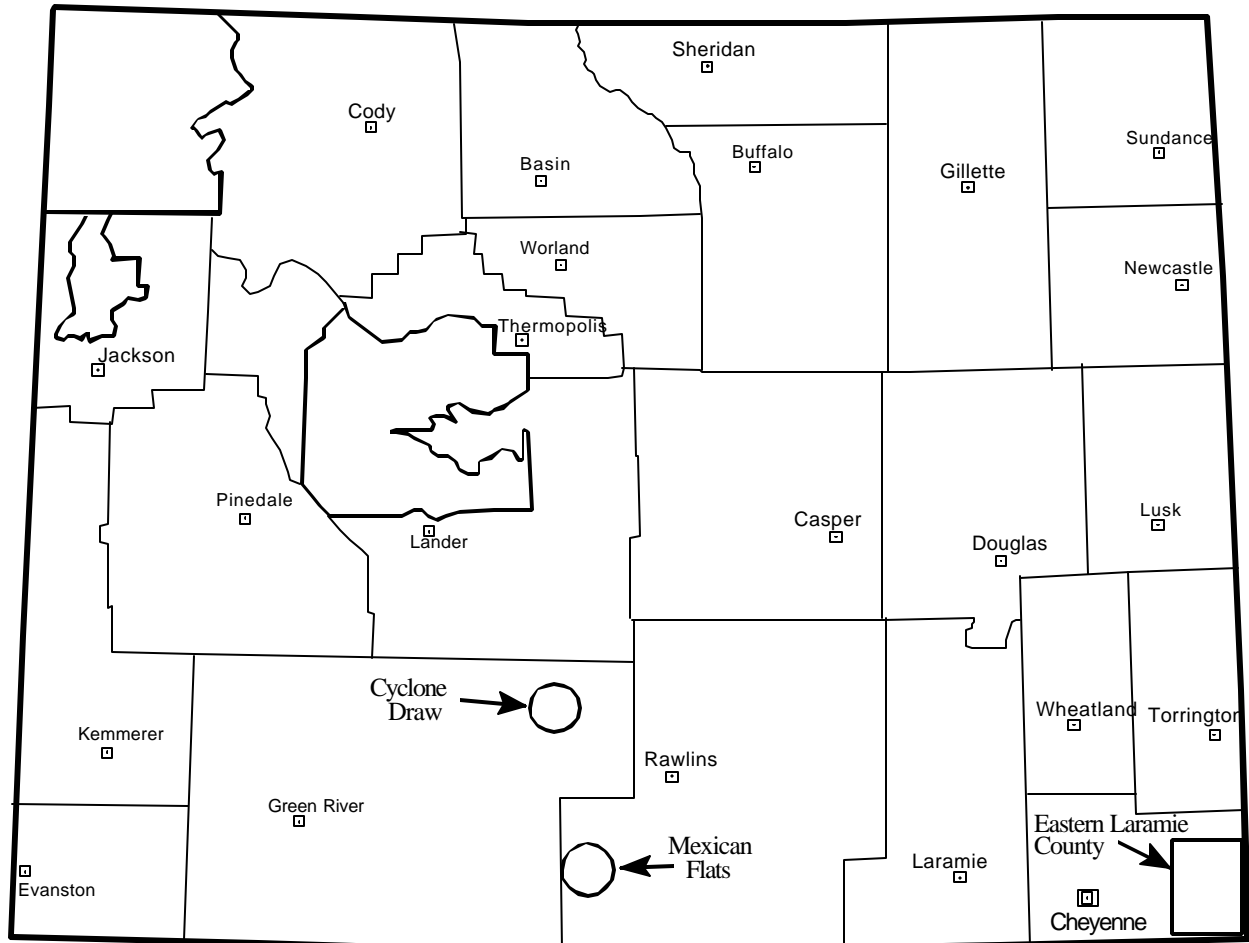 Sheridan
Cody
Sundance
Buffalo
Basin
Gillette
Worland
Newcastle
Thermopolis
Jackson
Pinedale
Lusk
Casper
Lander
Douglas
Cyclone
Draw
Wheatland
Torrington
Kemmerer
Rawlins
Green River
Eastern Laramie
County
Mexican
Flats
Laramie
Evanston
Cheyenne